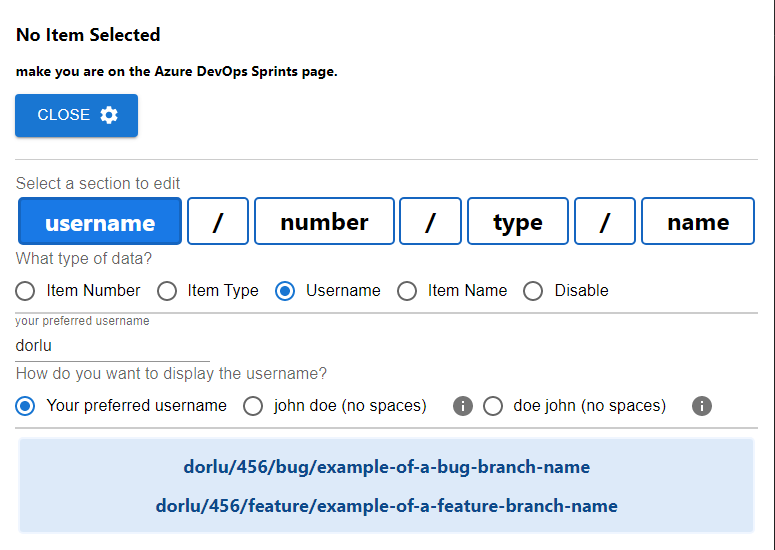 No Item Selected
make you are on the Azure DevOps Sprints page.
CLOSE
Select a section to edit
username / number / type / name
What type of data?
Item Number Item Type Username Item Name Disable
your preferred username
dorlu
How do you want to display the username?
Your preferred username john doe (no spaces) i doe john (no spaces) i
dorlu/456/bug/example-of-a-bug-branch-name
dorlu/456/feature/example-of-a-feature-branch-name